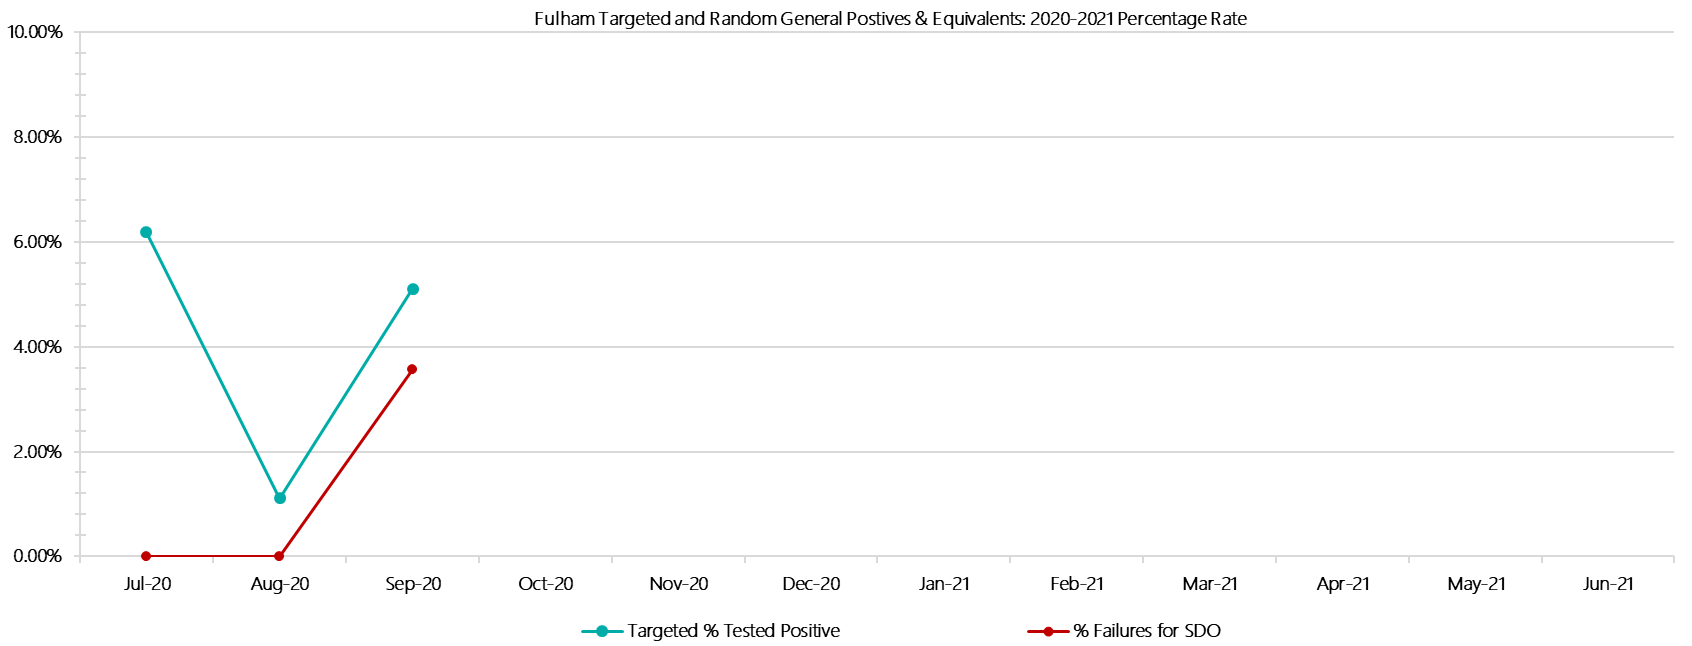 Fulham Targeted and Random General Postives & Equivalents: 2020-2021 Percentage Rate
10.00%
8.00%
6.00%
4.00%
2.00%
0.00%
Jul-20 Aug-20 Sep-20 Oct-20 Nov-20 Dec-20 Jan-21 Feb-21 Mar-21 Apr-21 May-21 Jun-21
Targeted % Tested Positive % Failures for SDO